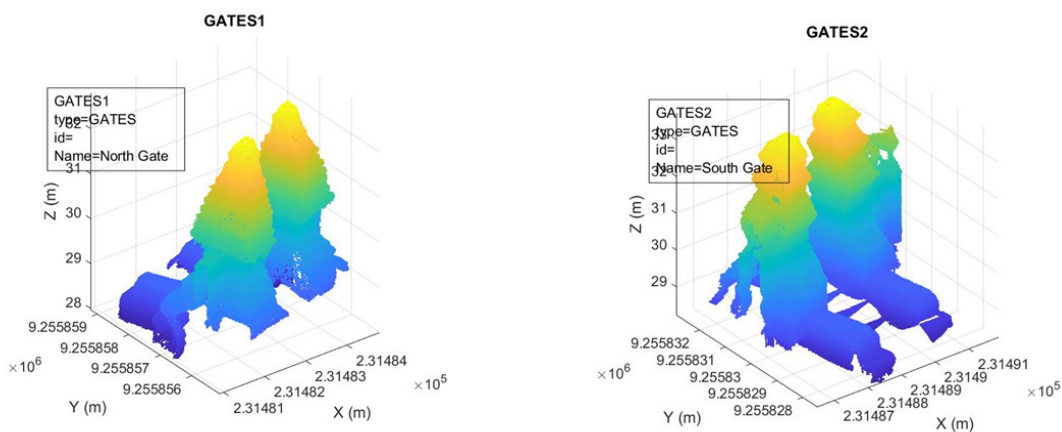 GATES1
GATES1
type=GATES
id=
Name=North Gate
32
31
30
29
28
Z (m)
9.255859
9.255858
9.255857
9.255856
× 10⁶
Y (m)
2.31481
2.31482
2.31483
2.31484
× 10⁵
X (m)
GATES2
GATES2
type=GATES
id=
Name=South Gate
33
32
31
30
29
Z (m)
9.255832
9.255831
9.25583
9.255829
9.255828
× 10⁶
Y (m)
2.31487
2.31488
2.31489
2.3149
2.31491
× 10⁵
X (m)